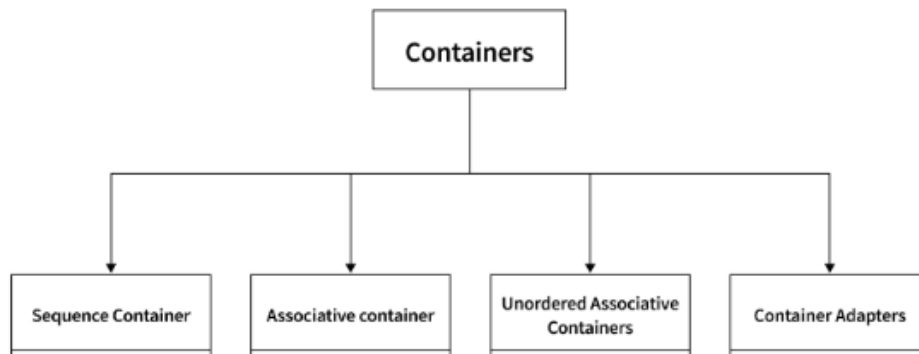 Containers
Sequence Container
Associative container
Unordered Associative
Containers
Container Adapters